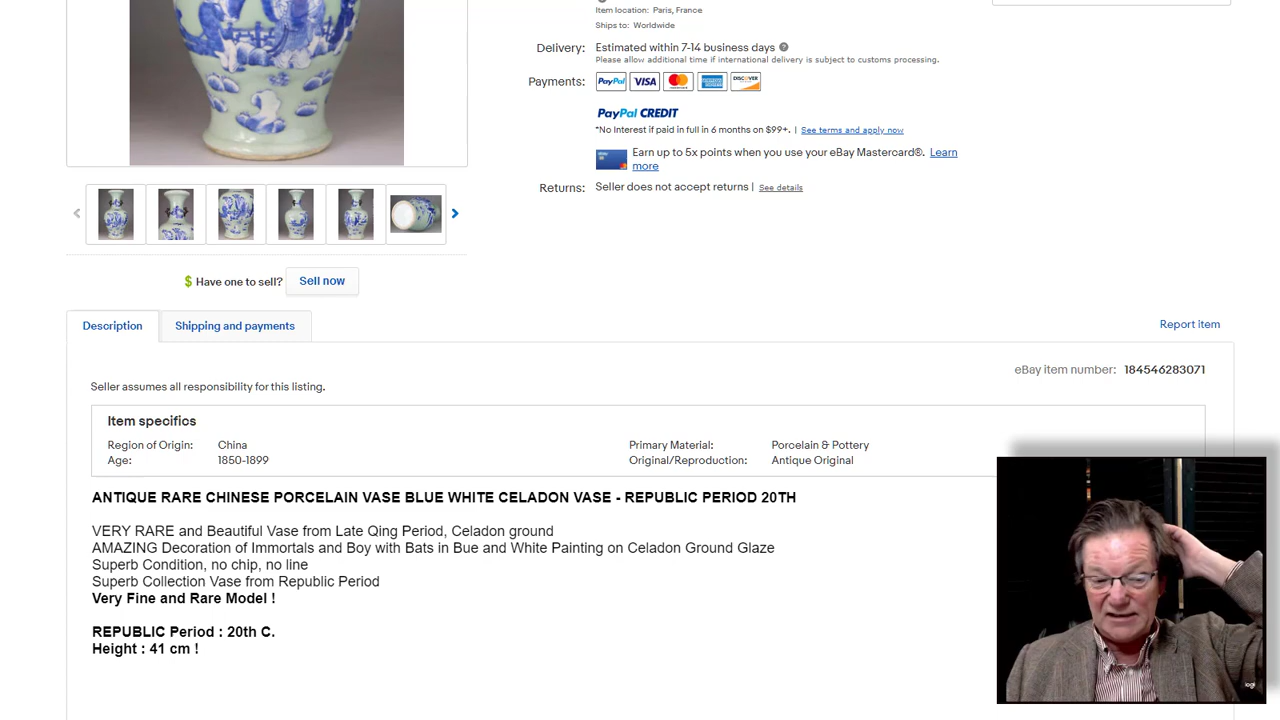 Item location: Paris, France
Ships to: Worldwide
Delivery: Estimated within 7-14 business days
Please allow additional time if international delivery is subject to customs processing.
Payments: PayPal VISA MasterCard AMERICAN EXPRESS DISCOVER
PayPal CREDIT
*No Interest if paid in full in 6 months on $99+. | See terms and apply now
Earn up to 5x points when you use your eBay Mastercard®. Learn
more
Returns: Seller does not accept returns | See details
$ Have one to sell? Sell now
Description Shipping and payments Report item
eBay item number: 184546283071
Seller assumes all responsibility for this listing.
Item specifics
Region of Origin: China Primary Material: Porcelain & Pottery
Age: 1850-1899 Original/Reproduction: Antique Original
ANTIQUE RARE CHINESE PORCELAIN VASE BLUE WHITE CELADON VASE - REPUBLIC PERIOD 20TH
VERY RARE and Beautiful Vase from Late Qing Period, Celadon ground
AMAZING Decoration of Immortals and Boy with Bats in Bue and White Painting on Celadon Ground Glaze
Superb Condition, no chip, no line
Superb Collection Vase from Republic Period
Very Fine and Rare Model !
REPUBLIC Period : 20th C.
Height : 41 cm !
logi